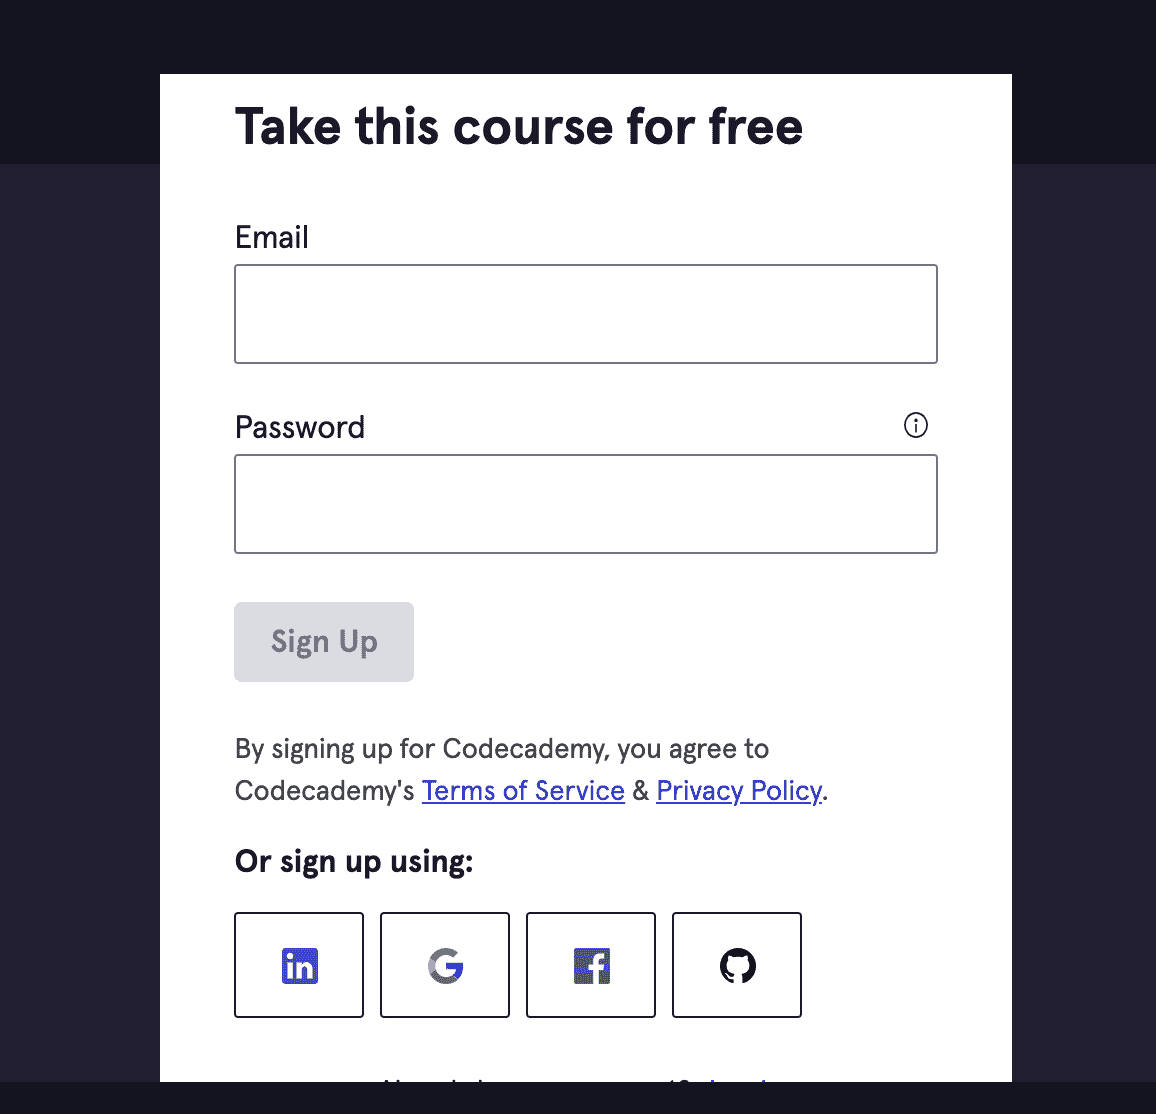 Take this course for free
Email
Password
Sign Up
By signing up for Codecademy, you agree to
Codecademy's Terms of Service & Privacy Policy.
Or sign up using:
in
G
f